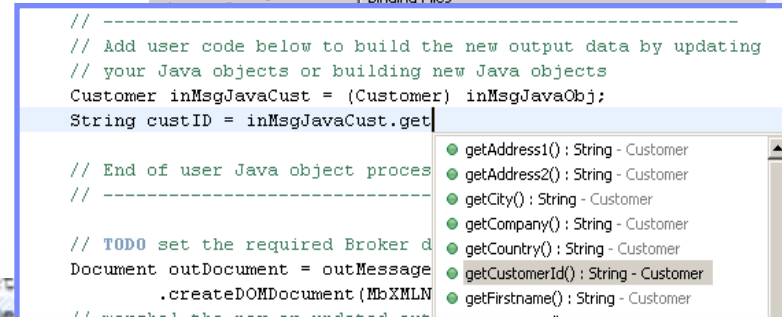 Binding Files
// ---------------------------------------------------------
// Add user code below to build the new output data by updating
// your Java objects or building new Java objects
Customer inMsgJavaCust = (Customer) inMsgJavaObj;
String custID = inMsgJavaCust.get
getAddress1() : String - Customer
// End of user Java object proces
getAddress2() : String - Customer
// ------------------------------
getCity() : String - Customer
getCompany() : String - Customer
// TODO set the required Broker d
getCountry() : String - Customer
Document outDocument = outMessage
getCustomerId() : String - Customer
.createDOMDocument(MbXMLN
getFirstname() : String - Customer